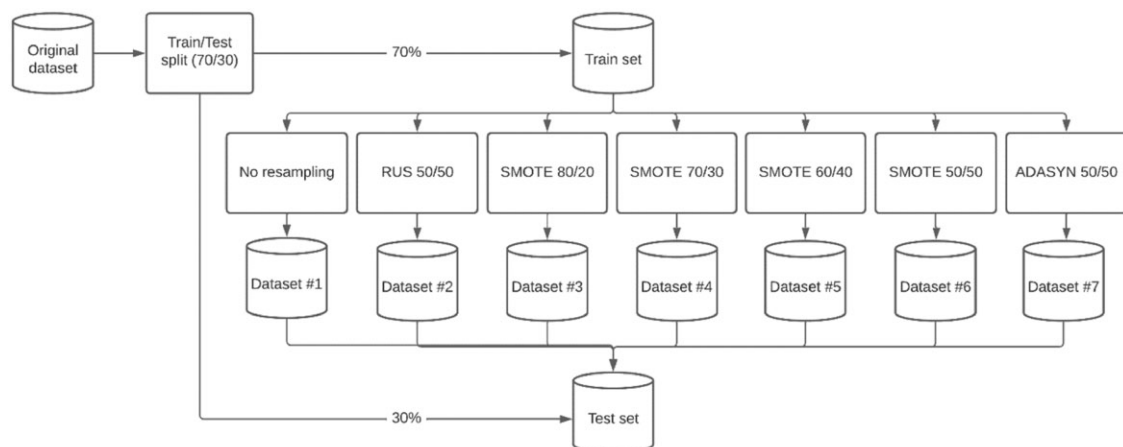 Original
dataset
Train/Test
split (70/30)
70%
Train set
No resampling
RUS 50/50
SMOTE 80/20
SMOTE 70/30
SMOTE 60/40
SMOTE 50/50
ADASYN 50/50
Dataset #1
Dataset #2
Dataset #3
Dataset #4
Dataset #5
Dataset #6
Dataset #7
30%
Test set